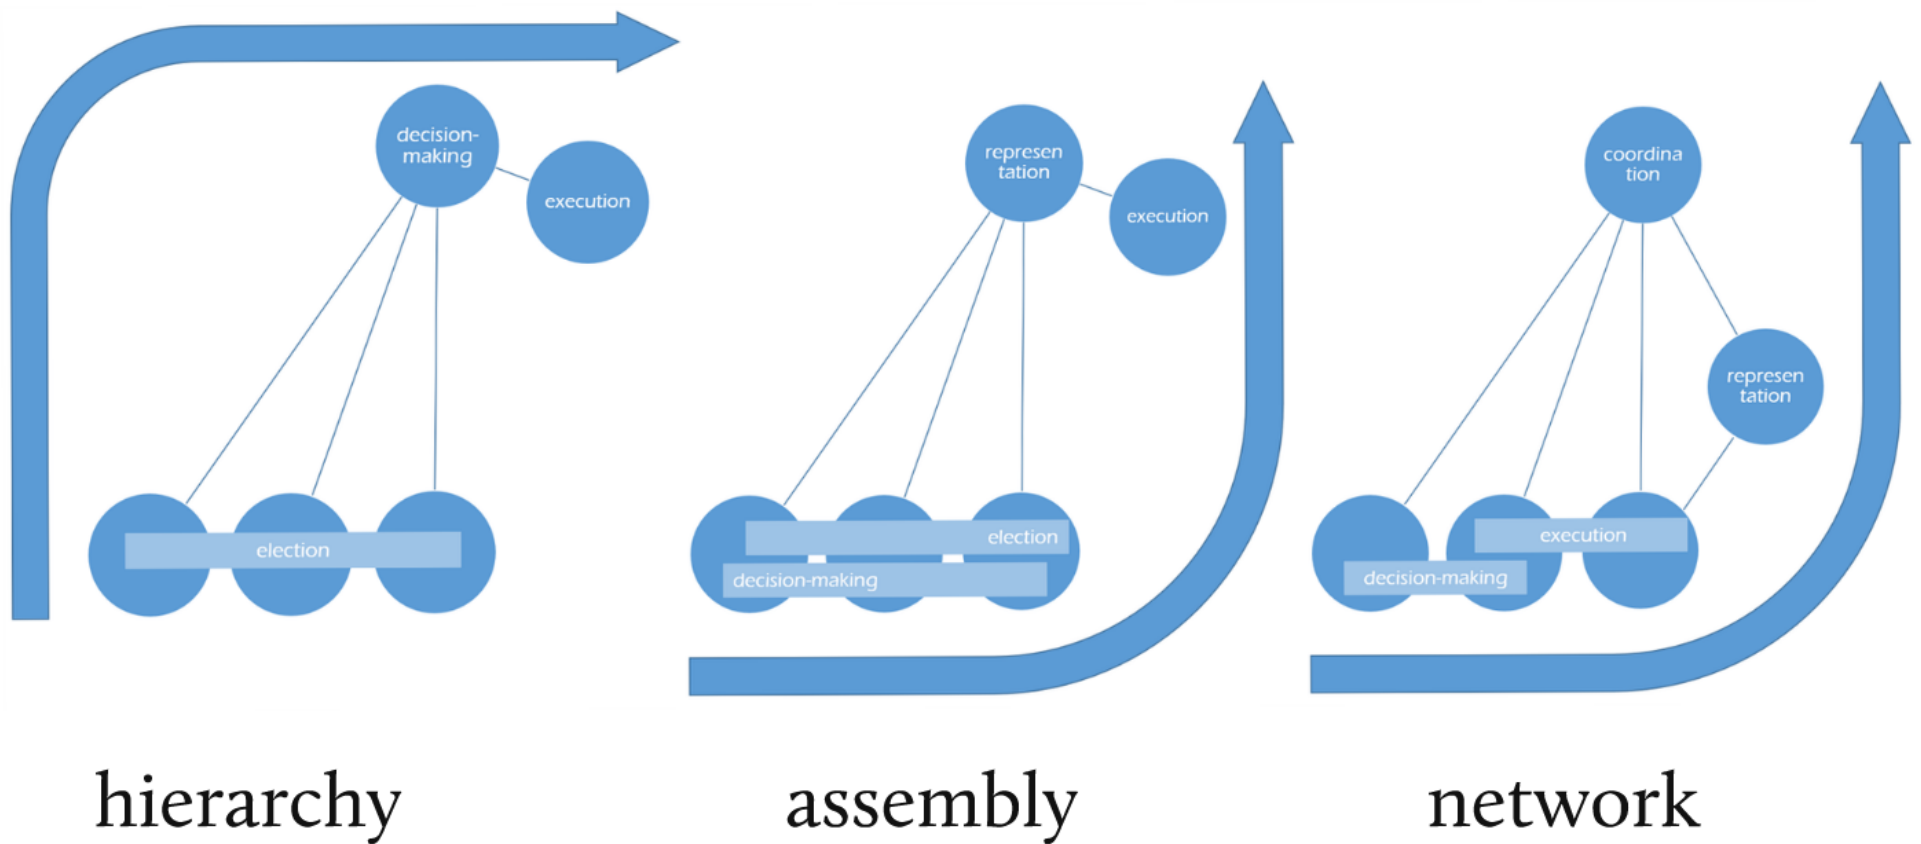 decision-
making
execution
election
hierarchy
represen
tation
execution
election
decision-making
assembly
coordina
tion
represen
tation
execution
decision-making
network